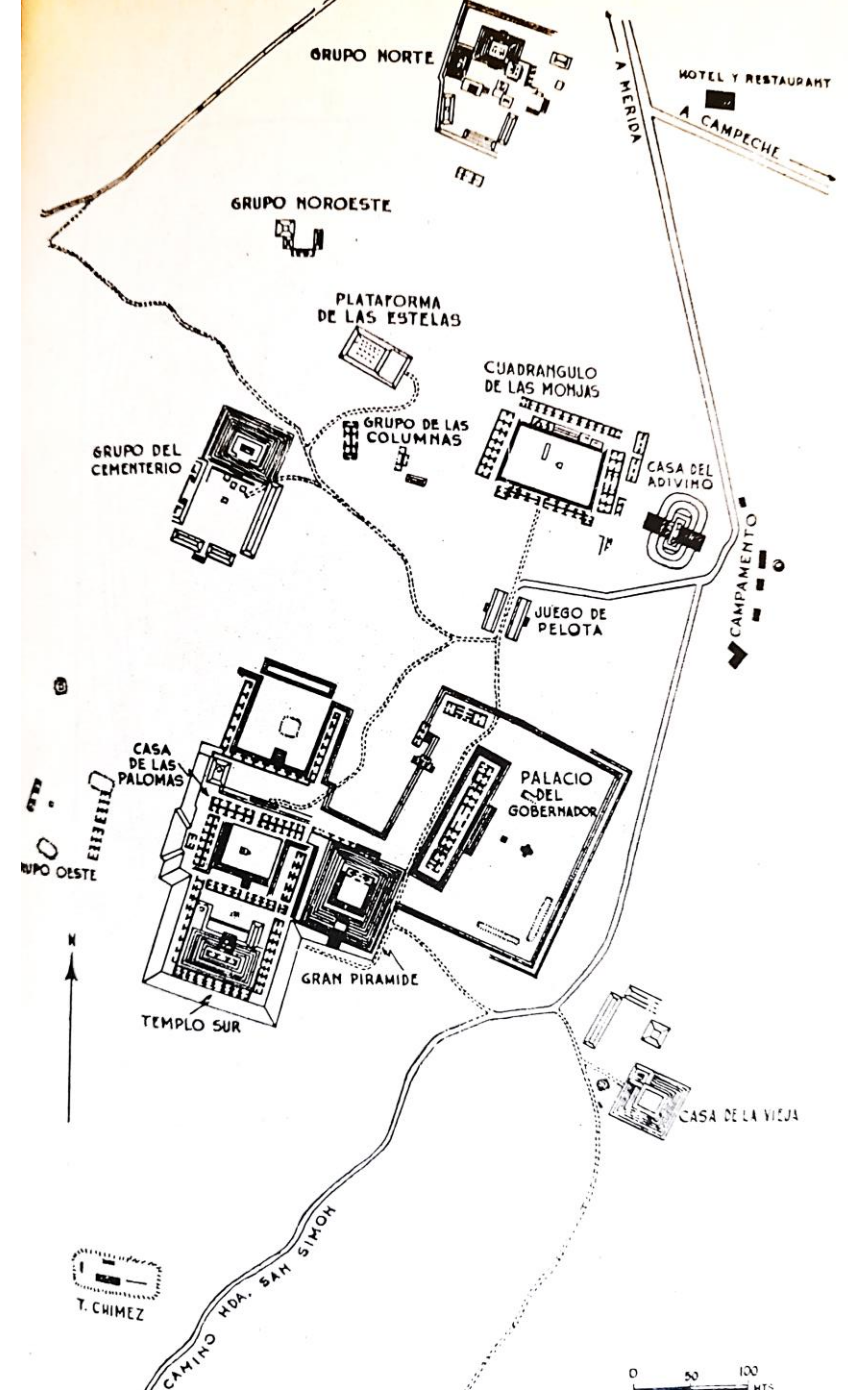 GRUPO NORTE
HOTEL Y RESTAURANT
A MERIDA
A CAMPECHE
GRUPO NOROESTE
PLATAFORMA
DE LAS ESTELAS
CUADRANGULO
DE LAS MONJAS
GRUPO DE LAS
COLUMNAS
GRUPO DEL
CEMENTERIO
CASA DEL
ADIVINO
CAMPAMENTO
JUEGO DE
PELOTA
CASA
DE LAS
PALOMAS
PALACIO
DEL
GOBERNADOR
RUPO OESTE
N
GRAN PIRAMIDE
TEMPLO SUR
CASA DE LA VIEJA
CAMINO HDA. SAN SIMON
T. CHIMEZ
0 50 100
MTS